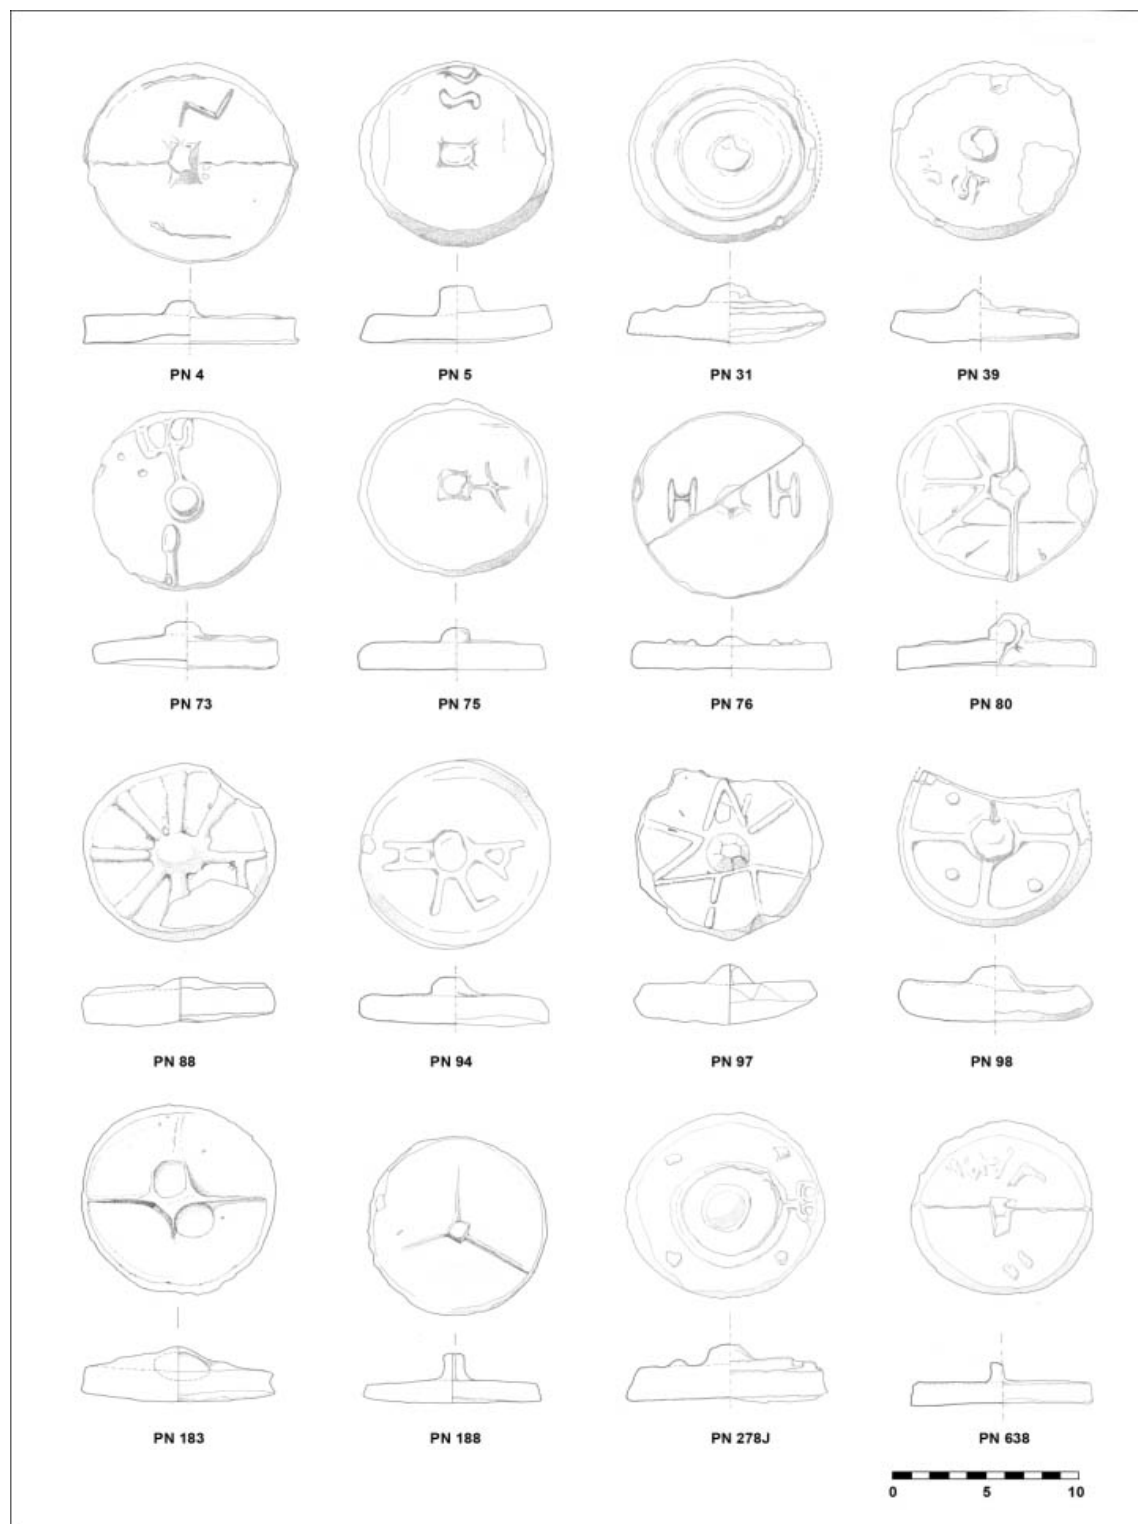 PN 4 PN 5 PN 31 PN 39
PN 73 PN 75 PN 76 PN 80
H H
PN 88 PN 94 PN 97 PN 98
PN 183 PN 188 PN 278J PN 638
0 5 10